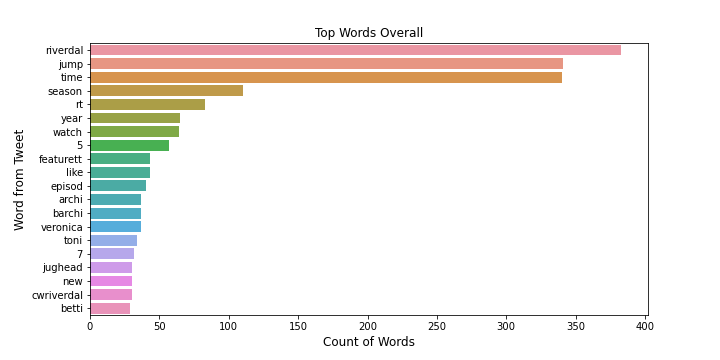 Top Words Overall
Word from Tweet
riverdal
jump
time
season
rt
year
watch
5
featurett
like
episod
archi
barchi
veronica
toni
7
jughead
new
cwriverdal
betti
0 50 100 150 200 250 300 350 400
Count of Words